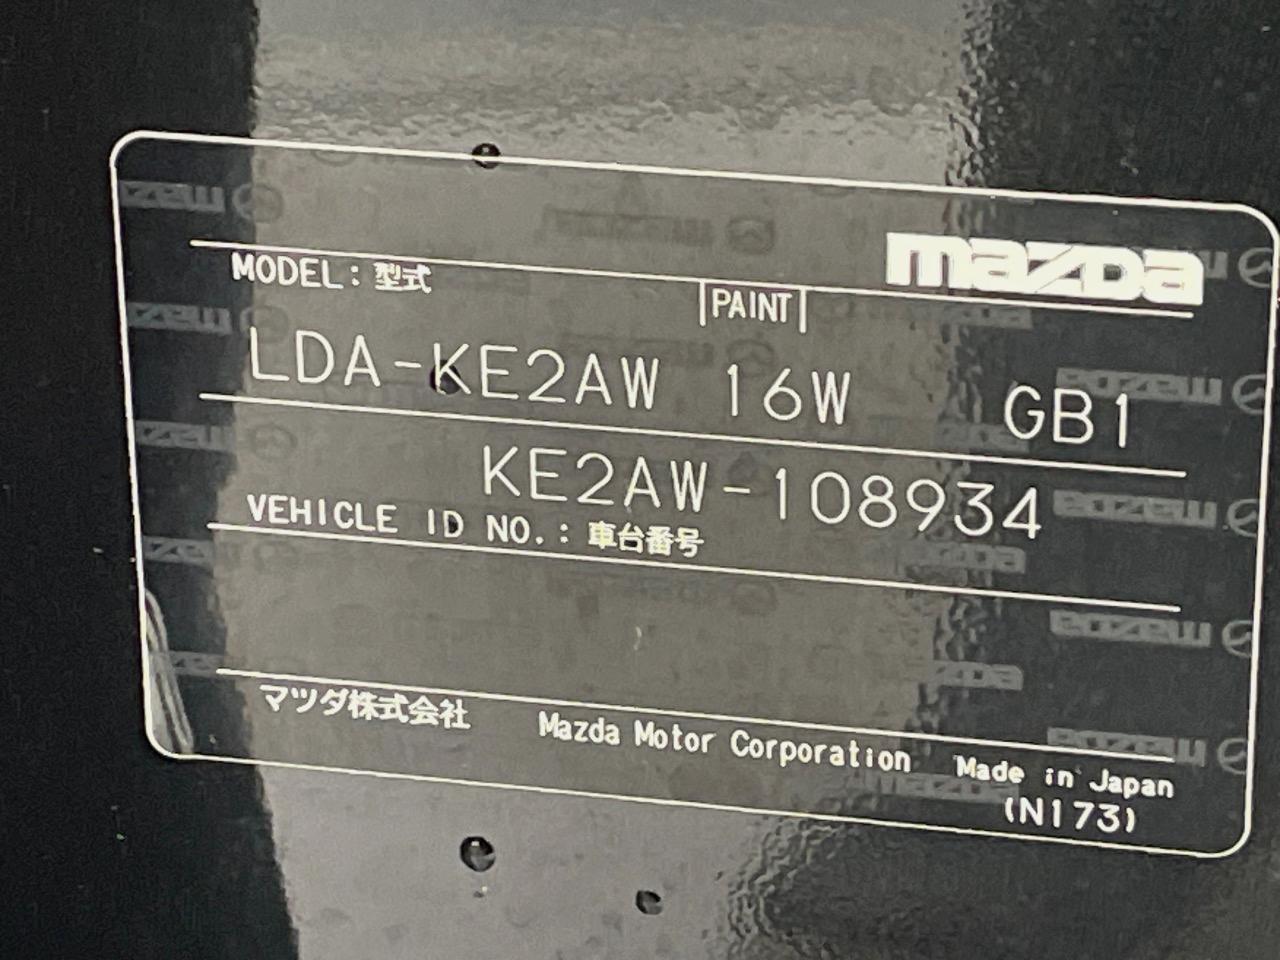 mazda
MODEL: 型式
PAINT
LDA-KE2AW 16W GB1
KE2AW-108934
VEHICLE ID NO.: 車台番号
マツダ株式会社 Mazda Motor Corporation Made in Japan
(N173)